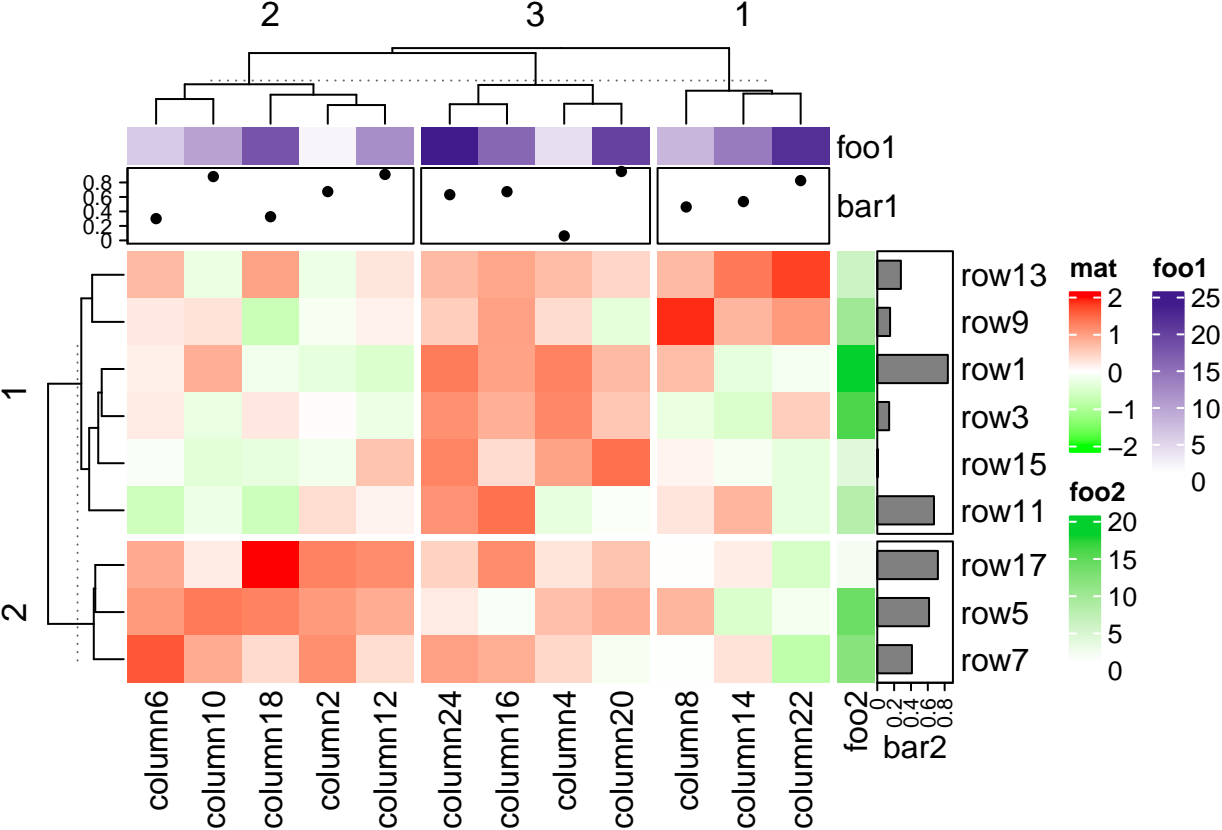 2 3 1
foo1
0.8
0.6
0.4
0.2
0
bar1
1
2
row13
row9
row1
row3
row15
row11
row17
row5
row7
column6
column10
column18
column2
column12
column24
column16
column4
column20
column8
column14
column22
foo2
0
0.2
0.4
0.6
0.8
bar2
mat
2
1
0
−1
−2
foo1
25
20
15
10
5
0
foo2
20
15
10
5
0